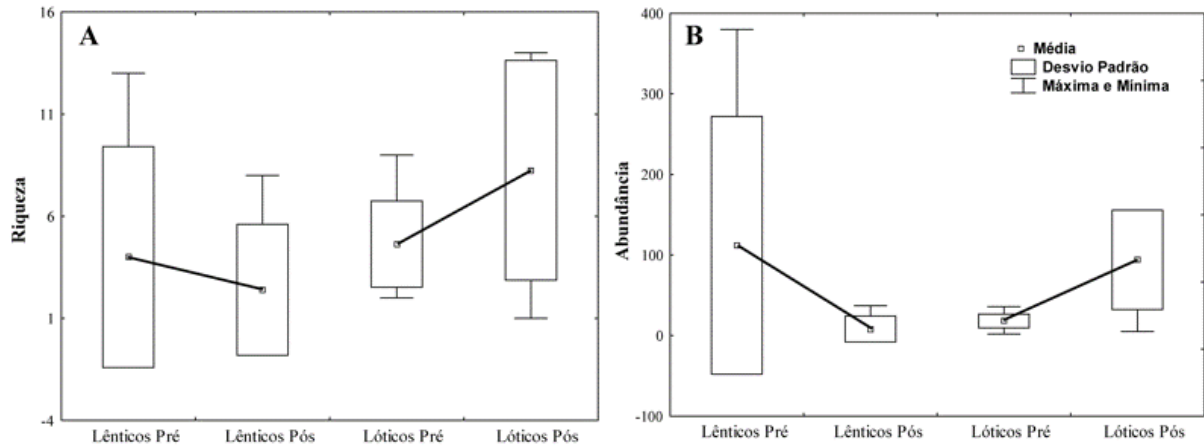 A
Riqueza
16
11
6
1
-4
Lênticos Pré
Lênticos Pós
Lóticos Pré
Lóticos Pós
B
Abundância
400
300
200
100
0
-100
Média
Desvio Padrão
Máxima e Mínima
Lênticos Pré
Lênticos Pós
Lóticos Pré
Lóticos Pós